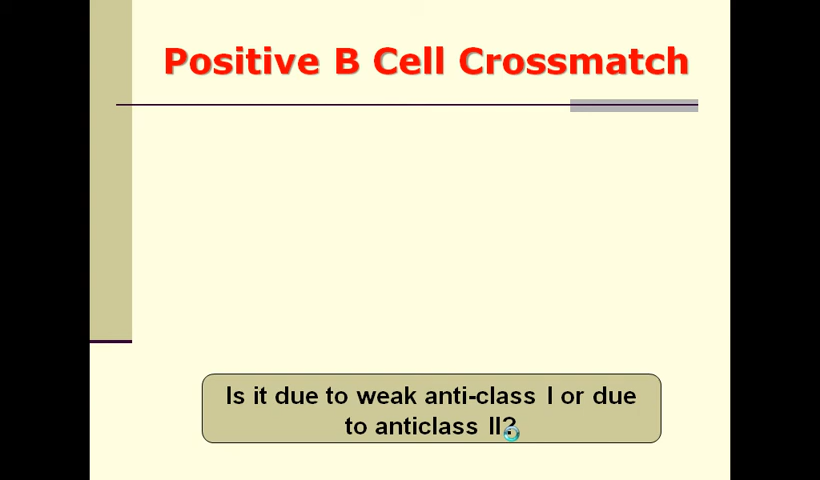 Positive B Cell Crossmatch
Is it due to weak anti-class I or due
to anticlass II?